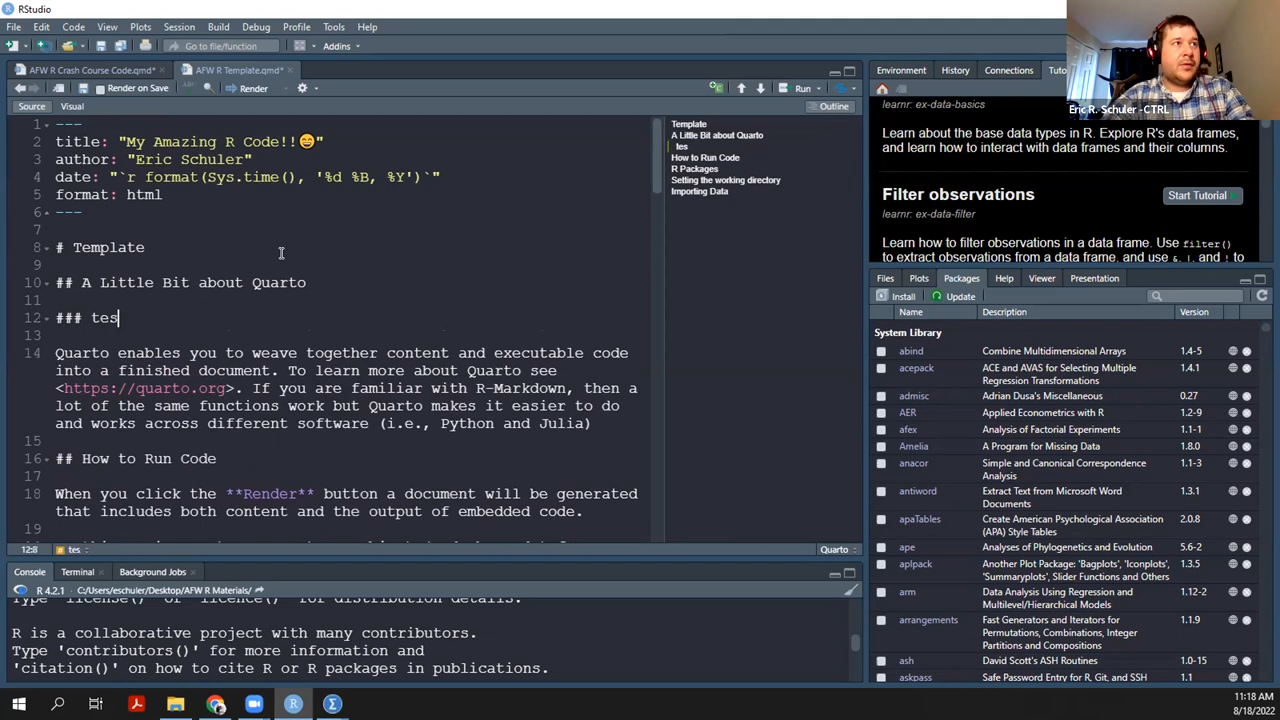 RStudio
File Edit Code View Plots Session Build Debug Profile Tools Help
Go to file/function Addins
AFW R Crash Course Code.qmd* AFW R Template.qmd*
Render on Save Render Run
Source Visual Outline
1 ---
2 title: "My Amazing R Code!!😁"
3 author: "Eric Schuler"
4 date: "`r format(Sys.time(), '%d %B, %Y')`"
5 format: html
6 ---
7
8 # Template
9
10 ## A Little Bit about Quarto
11
12 ### tes
13
14 Quarto enables you to weave together content and executable code
into a finished document. To learn more about Quarto see
<https://quarto.org>. If you are familiar with R-Markdown, then a
lot of the same functions work but Quarto makes it easier to do
and works across different software (i.e., Python and Julia)
15
16 ## How to Run Code
17
18 When you click the **Render** button a document will be generated
that includes both content and the output of embedded code.
19
12:8 tes Quarto
Template
A Little Bit about Quarto
tes
How to Run Code
R Packages
Setting the working directory
Importing Data
Console Terminal Background Jobs
R 4.2.1 · C:/Users/eschuler/Desktop/AFW R Materials/
Type 'license()' or 'licence()' for distribution details.
R is a collaborative project with many contributors.
Type 'contributors()' for more information and
'citation()' on how to cite R or R packages in publications.
Environment History Connections Tuto
Eric R. Schuler -CTRL
learnr: ex-data-basics
Learn about the base data types in R. Explore R's data frames,
and learn how to interact with data frames and their columns.
Filter observations
Start Tutorial
learnr: ex-data-filter
Learn how to filter observations in a data frame. Use filter()
to extract observations from a data frame, and use &, |, and ! to
Files Plots Packages Help Viewer Presentation
Install Update
Name Description Version
System Library
abind Combine Multidimensional Arrays 1.4-5
acepack ACE and AVAS for Selecting Multiple
Regression Transformations 1.4.1
admisc Adrian Dusa's Miscellaneous 0.27
AER Applied Econometrics with R 1.2-9
afex Analysis of Factorial Experiments 1.1-1
Amelia A Program for Missing Data 1.8.0
anacor Simple and Canonical Correspondence
Analysis 1.1-3
antiword Extract Text from Microsoft Word
Documents 1.3.1
apaTables Create American Psychological Association
(APA) Style Tables 2.0.8
ape Analyses of Phylogenetics and Evolution 5.6-2
aplpack Another Plot Package: 'Bagplots', 'Iconplots',
'Summaryplots', Slider Functions and Others 1.3.5
arm Data Analysis Using Regression and
Multilevel/Hierarchical Models 1.12-2
arrangements Fast Generators and Iterators for
Permutations, Combinations, Integer
Partitions and Compositions 1.1.9
ash David Scott's ASH Routines 1.0-15
askpass Safe Password Entry for R, Git, and SSH 1.1
11:18 AM
8/18/2022